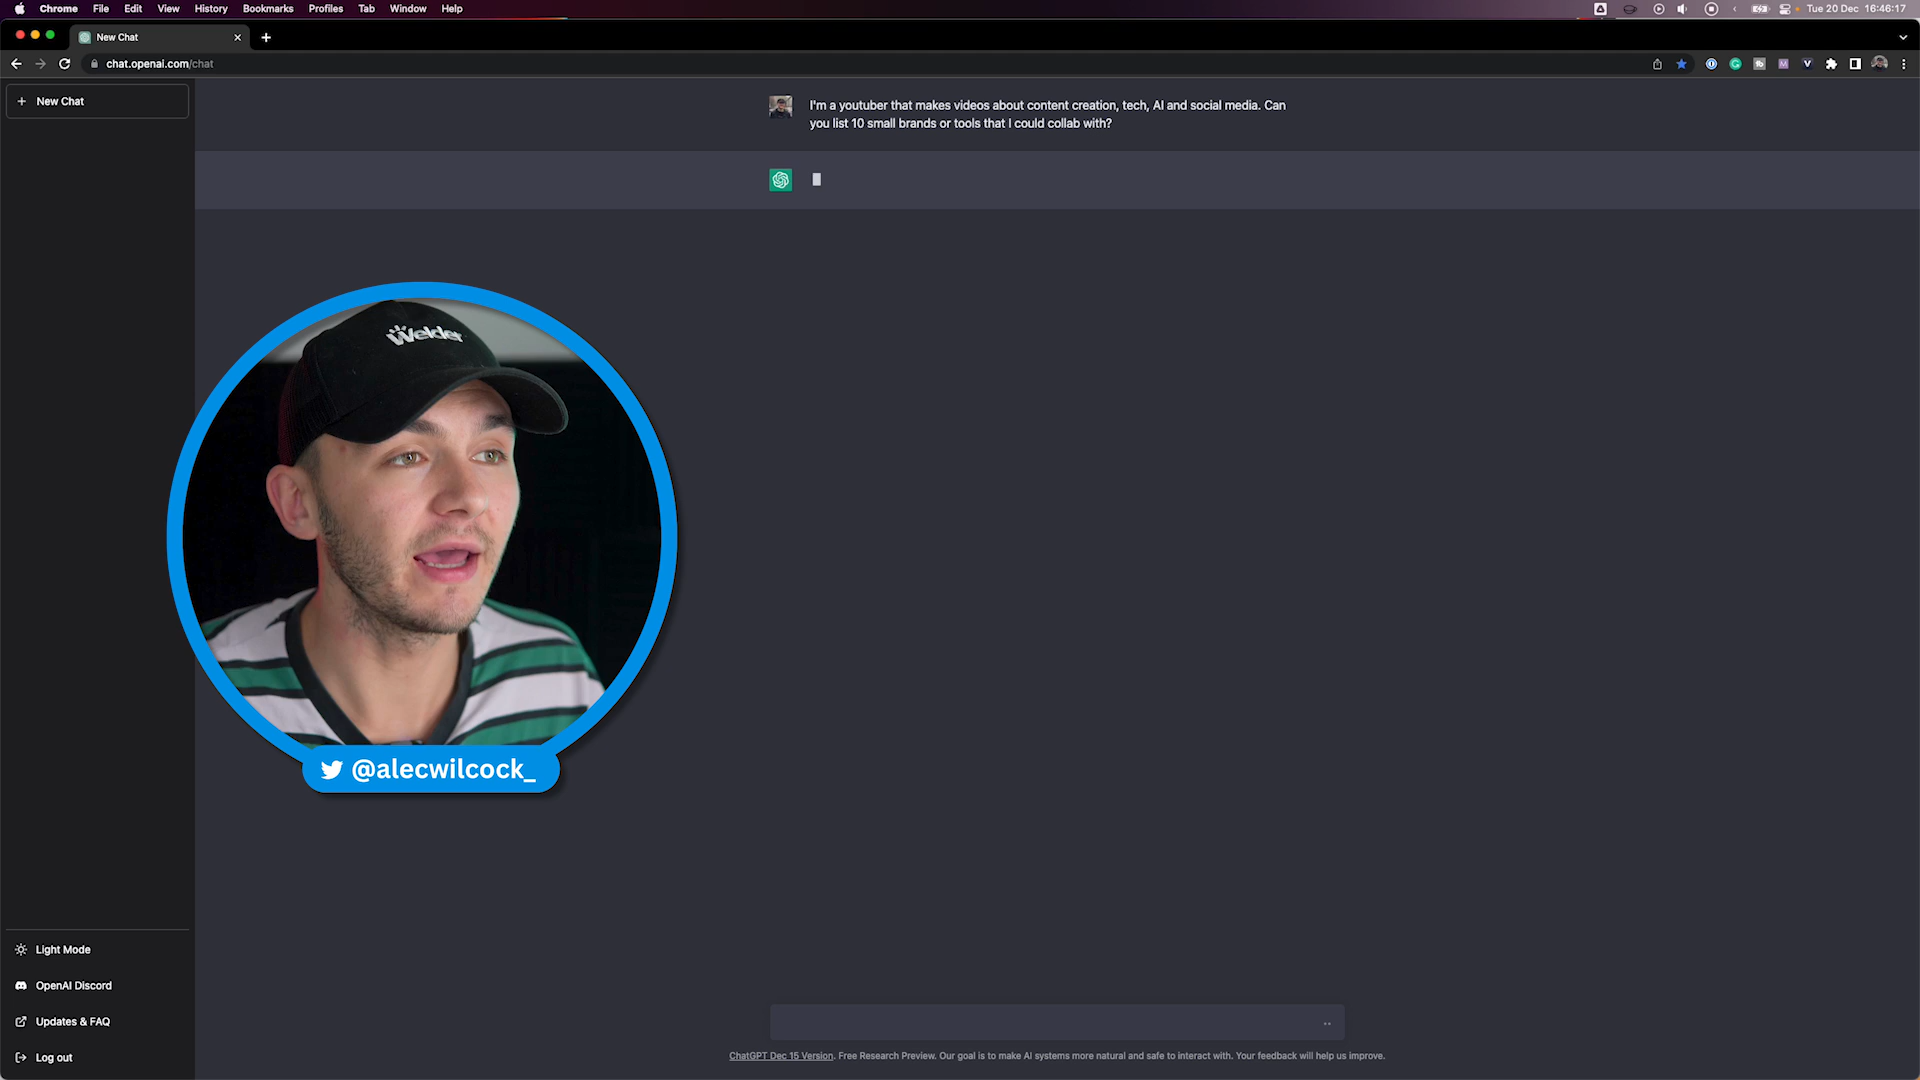 Chrome File Edit View History Bookmarks Profiles Tab Window Help
Tue 20 Dec 16:46:17
New Chat
chat.openai.com/chat
New Chat
I'm a youtuber that makes videos about content creation, tech, AI and social media. Can
you list 10 small brands or tools that I could collab with?
Welder
@alecwilcock_
Light Mode
OpenAI Discord
Updates & FAQ
Log out
ChatGPT Dec 15 Version. Free Research Preview. Our goal is to make AI systems more natural and safe to interact with. Your feedback will help us improve.